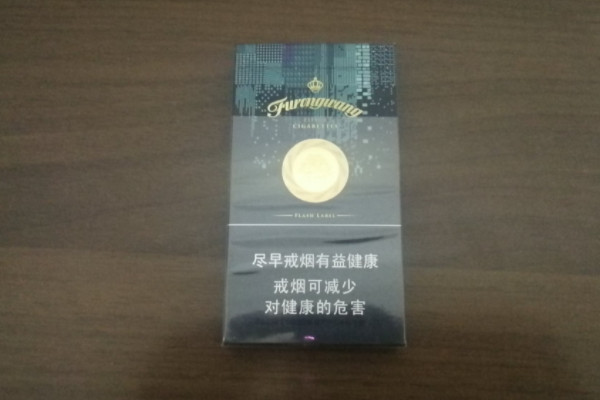 Furongwang
CIGARETTES
FLASH LABEL
尽早戒烟有益健康
戒烟可减少
对健康的危害